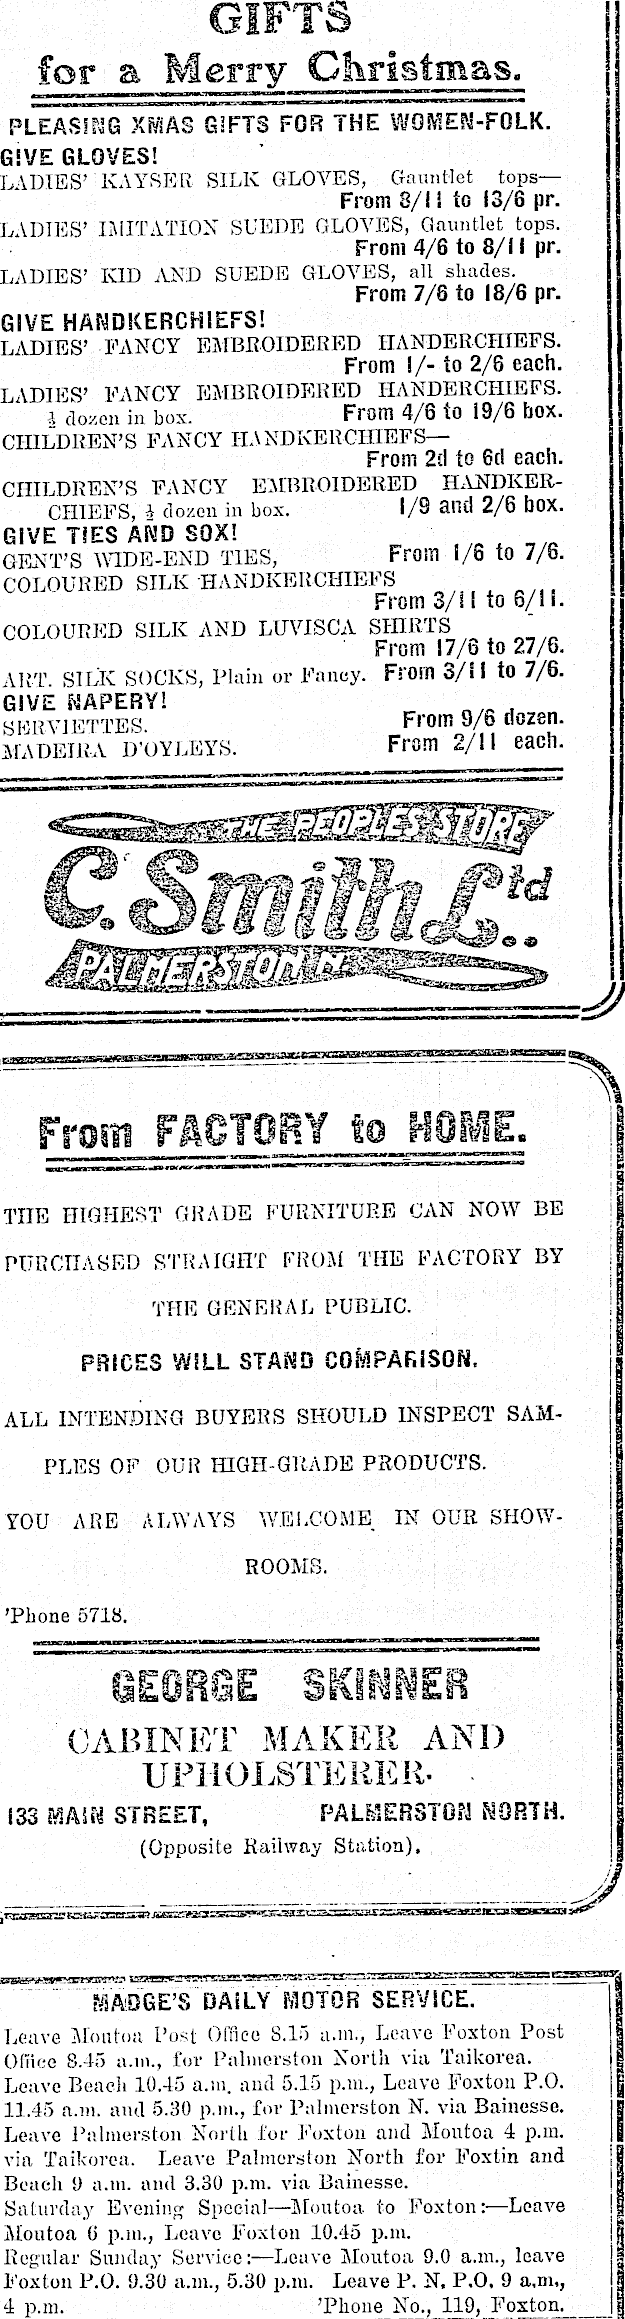 GIFTS
for a Merry Christmas.
PLEASING XMAS GIFTS FOR THE WOMEN-FOLK.
GIVE GLOVES!
LADIES' KAYSER SILK GLOVES, Gauntlet tops—
From 8/11 to 13/6 pr.
LADIES' IMITATION SUEDE GLOVES, Gauntlet tops.
From 4/6 to 8/11 pr.
LADIES' KID AND SUEDE GLOVES, all shades.
From 7/6 to 18/6 pr.
GIVE HANDKERCHIEFS!
LADIES' FANCY EMBROIDERED HANDERCHIEFS.
From 1/- to 2/6 each.
LADIES' FANCY EMBROIDERED HANDERCHIEFS.
½ dozen in box. From 4/6 to 19/6 box.
CHILDREN'S FANCY HANDKERCHIEFS—
From 2d to 6d each.
CHILDREN'S FANCY EMBROIDERED HANDKER-
CHIEFS, ½ dozen in box. 1/9 and 2/6 box.
GIVE TIES AND SOX!
GENT'S WIDE-END TIES, From 1/6 to 7/6.
COLOURED SILK HANDKERCHIEFS
From 3/11 to 6/11.
COLOURED SILK AND LUVISCA SHIRTS
From 17/6 to 27/6.
ART. SILK SOCKS, Plain or Fancy. From 3/11 to 7/6.
GIVE NAPERY!
SERVIETTES. From 9/6 dozen.
MADEIRA D'OYLEYS. From 2/11 each.
THE PEOPLES STORE
C. Smith Ltd..
PALMERSTON N.
From FACTORY to HOME.
THE HIGHEST GRADE FURNITURE CAN NOW BE
PURCHASED STRAIGHT FROM THE FACTORY BY
THE GENERAL PUBLIC.
PRICES WILL STAND COMPARISON.
ALL INTENDING BUYERS SHOULD INSPECT SAM-
PLES OF OUR HIGH-GRADE PRODUCTS.
YOU ARE ALWAYS WELCOME IN OUR SHOW-
ROOMS.
'Phone 5718.
GEORGE SKINNER
CABINET MAKER AND
UPHOLSTERER.
133 MAIN STREET, PALMERSTON NORTH.
(Opposite Railway Station).
MADGE'S DAILY MOTOR SERVICE.
Leave Moutoa Post Office 8.15 a.m., Leave Foxton Post
Office 8.45 a.m., for Palmerston North via Taikorea.
Leave Beach 10.45 a.m. and 5.15 p.m., Leave Foxton P.O.
11.45 a.m. and 5.30 p.m., for Palmerston N. via Bainesse.
Leave Palmerston North for Foxton and Moutoa 4 p.m.
via Taikorea. Leave Palmerston North for Foxtin and
Beach 9 a.m. and 3.30 p.m. via Bainesse.
Saturday Evening Special—Moutoa to Foxton:—Leave
Moutoa 6 p.m., Leave Foxton 10.45 p.m.
Regular Sunday Service:—Leave Moutoa 9.0 a.m., leave
Foxton P.O. 9.30 a.m., 5.30 p.m. Leave P. N. P.O. 9 a.m.,
4 p.m. 'Phone No., 119, Foxton.